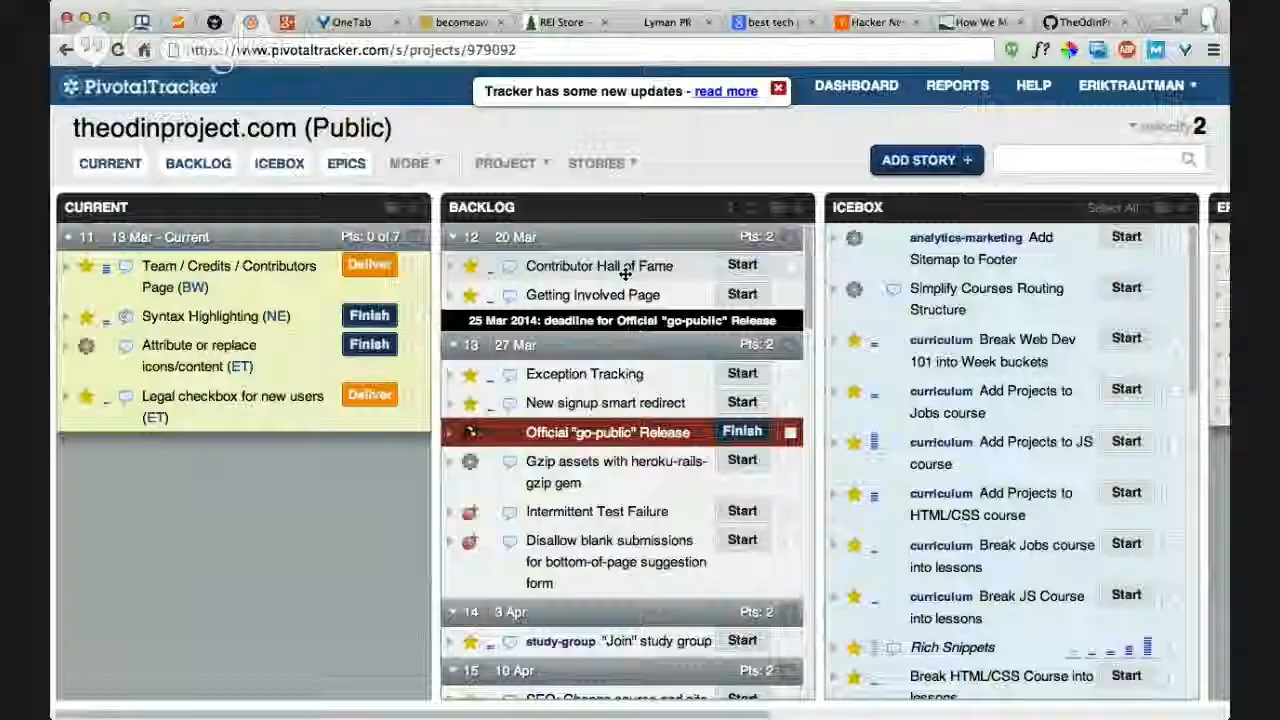 OneTab
becomeaw
REI Store -
Lyman PR
best tech
Hacker Ne
How We M
TheOdinPr
https://www.pivotaltracker.com/s/projects/979092
f?
ABP
PivotalTracker
Tracker has some new updates - read more
DASHBOARD
REPORTS
HELP
ERIKTRAUTMAN
theodinproject.com (Public)
velocity 2
CURRENT
BACKLOG
ICEBOX
EPICS
MORE
PROJECT
STORIES
ADD STORY +
CURRENT
11 13 Mar - Current Pts: 0 of 7
Team / Credits / Contributors Deliver
Page (BW)
Syntax Highlighting (NE) Finish
Attribute or replace Finish
icons/content (ET)
Legal checkbox for new users Deliver
(ET)
BACKLOG
12 20 Mar Pts: 2
Contributor Hall of Fame Start
Getting Involved Page Start
25 Mar 2014: deadline for Official "go-public" Release
13 27 Mar Pts: 2
Exception Tracking Start
New signup smart redirect Start
Official "go-public" Release Finish
Gzip assets with heroku-rails- Start
gzip gem
Intermittent Test Failure Start
Disallow blank submissions Start
for bottom-of-page suggestion
form
14 3 Apr Pts: 2
study-group "Join" study group Start
15 10 Apr Pts: 2
SEO: Change course and site Start
ICEBOX Select All
analytics-marketing Add Start
Sitemap to Footer
Simplify Courses Routing Start
Structure
curriculum Break Web Dev Start
101 into Week buckets
curriculum Add Projects to Start
Jobs course
curriculum Add Projects to JS Start
course
curriculum Add Projects to Start
HTML/CSS course
curriculum Break Jobs course Start
into lessons
curriculum Break JS Course Start
into lessons
Rich Snippets
Break HTML/CSS Course into Start
lessons